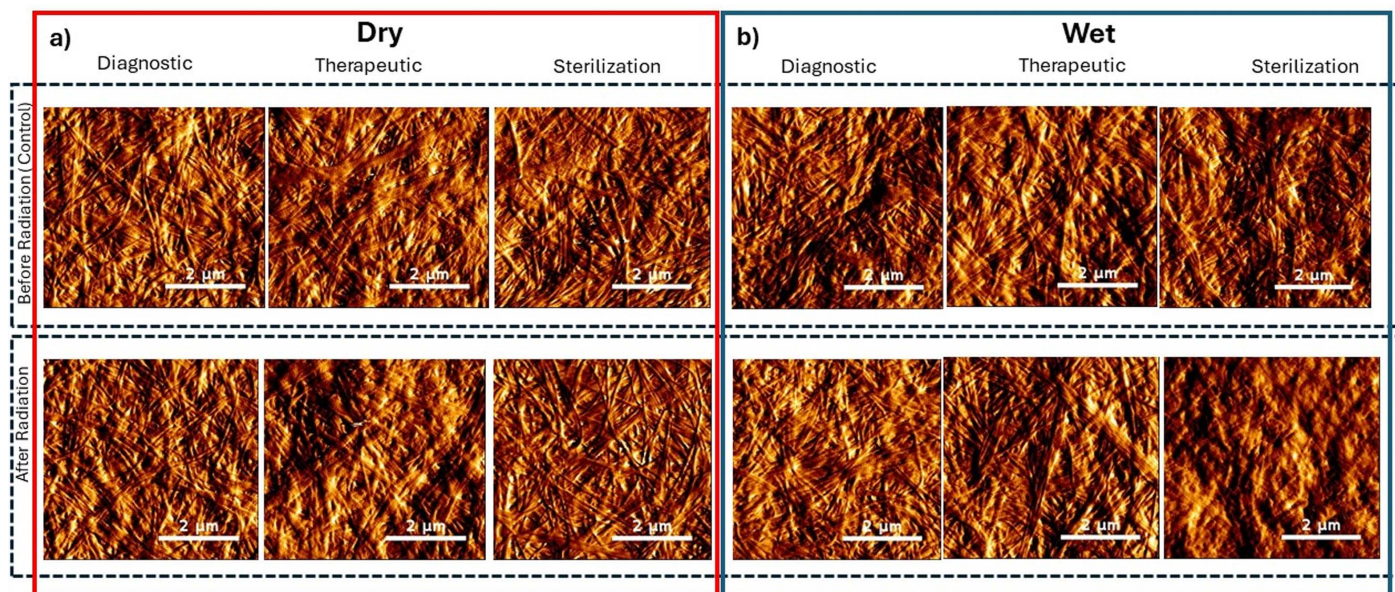 a)
Dry
Diagnostic
Therapeutic
Sterilization
b)
Wet
Diagnostic
Therapeutic
Sterilization
Before Radiation (Control)
2 µm
2 µm
2 µm
2 µm
2 µm
2 µm
After Radiation
2 µm
2 µm
2 µm
2 µm
2 µm
2 µm